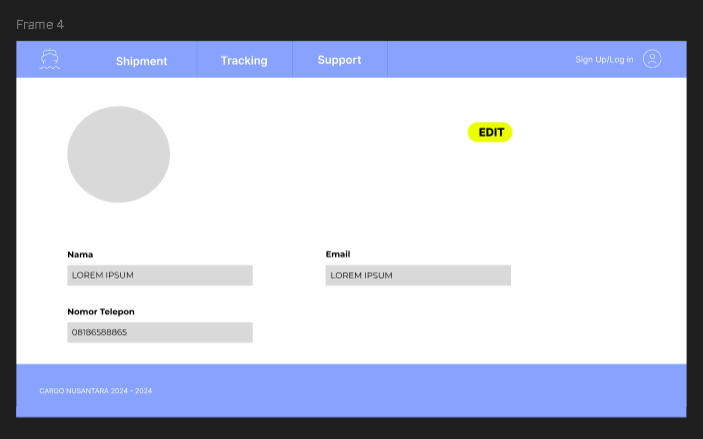 Frame 4
Shipment
Tracking
Support
Sign Up/Log in
EDIT
Nama
Email
LOREM IPSUM
LOREM IPSUM
Nomor Telepon
08186588865
CARGO NUSANTARA 2024 - 2024